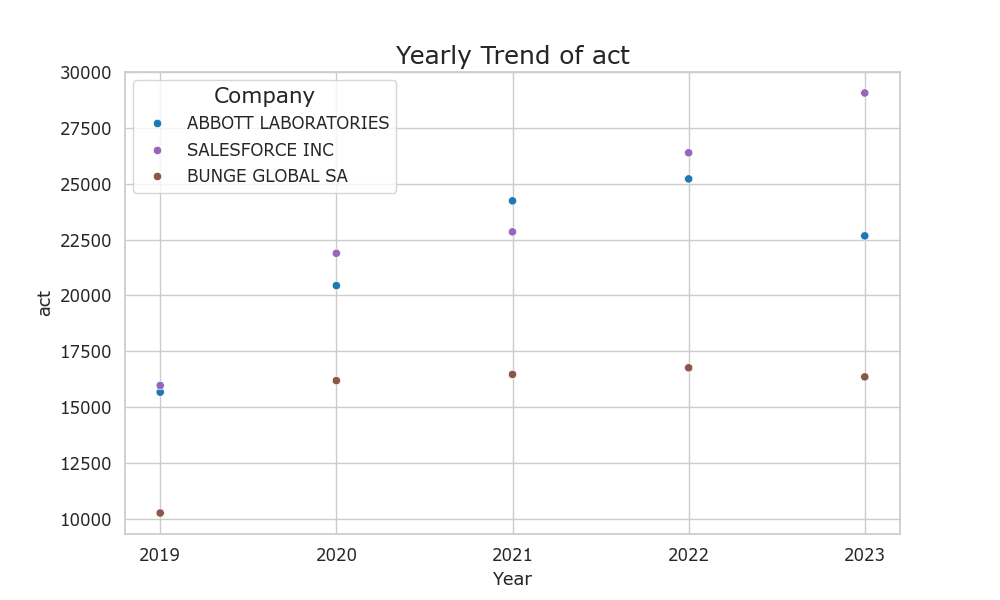 Yearly Trend of act
30000
27500
25000
22500
20000
17500
15000
12500
10000
act
Company
ABBOTT LABORATORIES
SALESFORCE INC
BUNGE GLOBAL SA
2019 2020 2021 2022 2023
Year